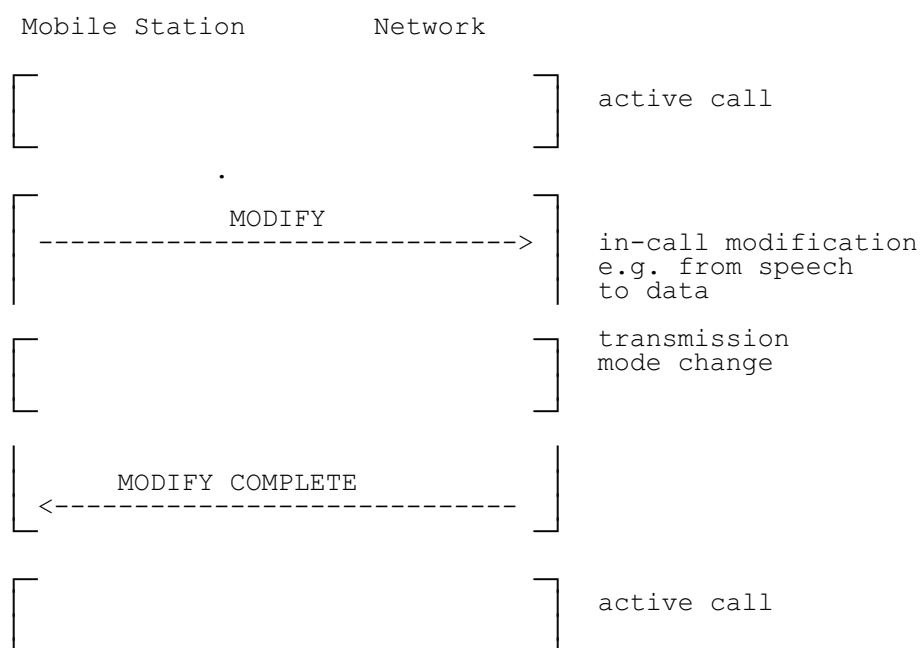 Mobile Station Network
active call
.
MODIFY
------------------------------>
in-call modification
e.g. from speech
to data
transmission
mode change
MODIFY COMPLETE
<-----------------------------
active call